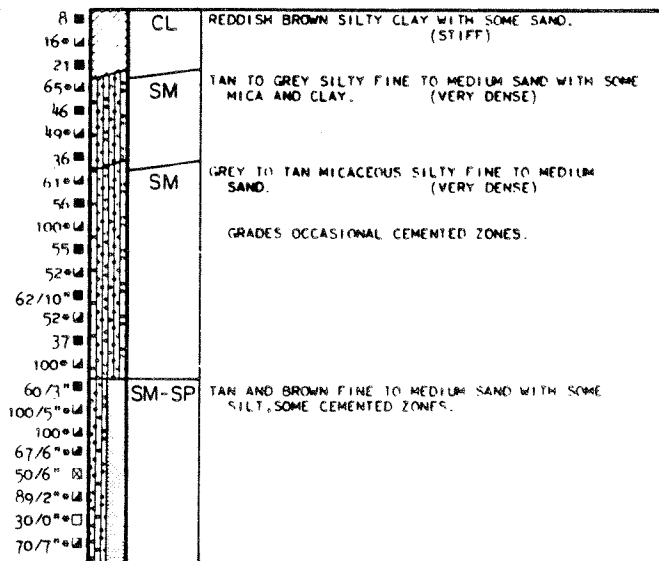 8 CL REDDISH BROWN SILTY CLAY WITH SOME SAND.
16* (STIFF)
21
65* SM TAN TO GREY SILTY FINE TO MEDIUM SAND WITH SOME
46 MICA AND CLAY. (VERY DENSE)
49*
36
61* SM GREY TO TAN MICACEOUS SILTY FINE TO MEDIUM
56 SAND. (VERY DENSE)
100* GRADES OCCASIONAL CEMENTED ZONES.
55
52*
62/10"
52*
37
100*
60/3" SM-SP TAN AND BROWN FINE TO MEDIUM SAND WITH SOME
100/5"* SILT, SOME CEMENTED ZONES.
100*
67/6"*
50/6"
89/2"*
30/0"*
70/7"*